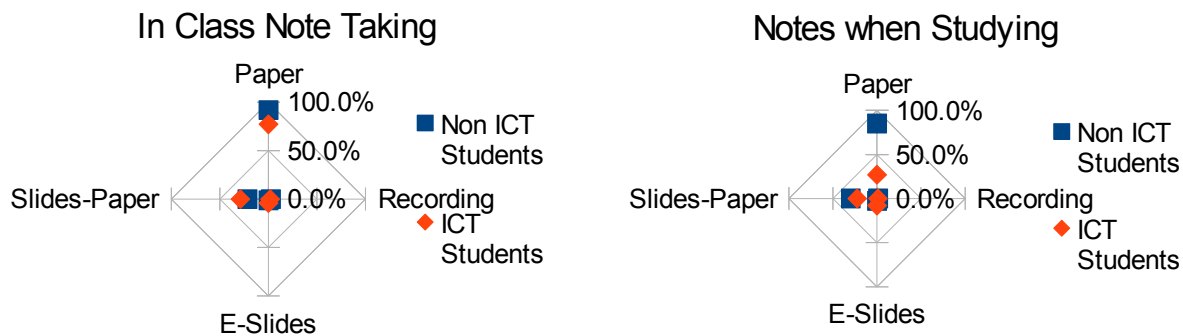 In Class Note Taking
Paper
100.0%
50.0%
0.0%
Slides-Paper
Recording
E-Slides
Non ICT
Students
ICT
Students
Notes when Studying
Paper
100.0%
50.0%
0.0%
Slides-Paper
Recording
E-Slides
Non ICT
Students
ICT
Students